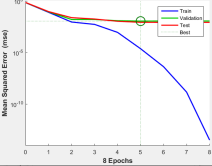 Train
Validation
Test
Best
10^-5
10^-10
Mean Squared Error (mse)
0 1 2 3 4 5 6 7 8
8 Epochs